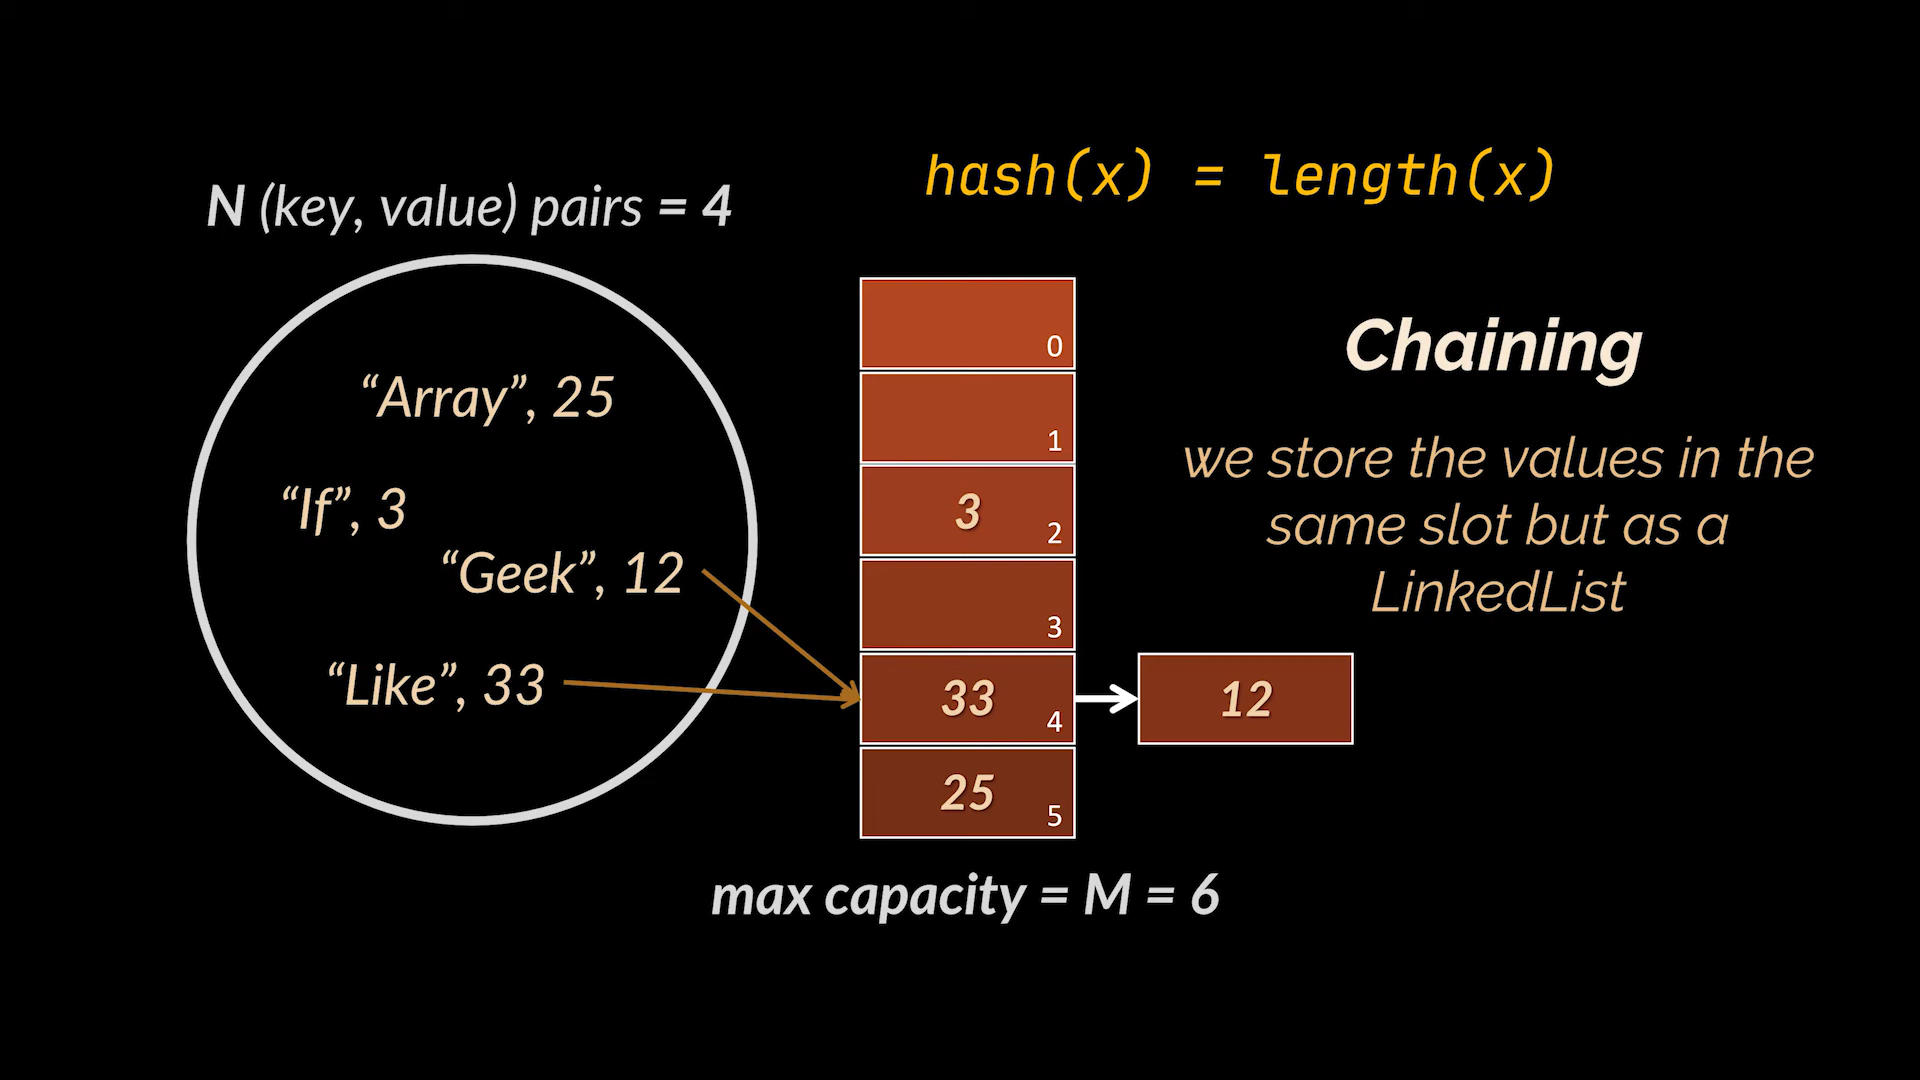 hash(x) = length(x)
N (key, value) pairs = 4
“Array”, 25
“If”, 3
“Geek”, 12
“Like”, 33
0
1
3 2
3
33 4
12
25 5
Chaining
we store the values in the
same slot but as a
LinkedList
max capacity = M = 6